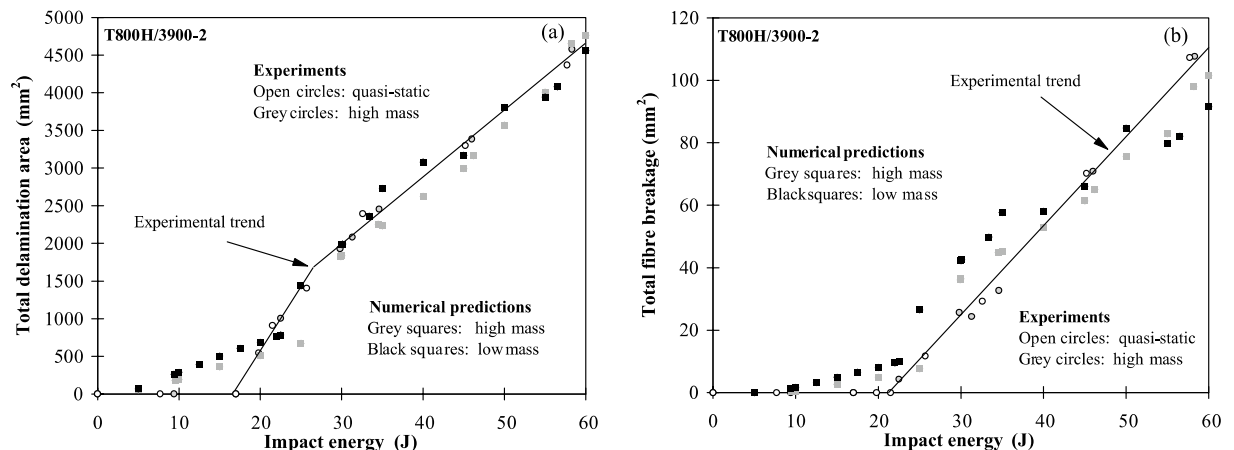 T800H/3900-2
(a)
Experiments
Open circles: quasi-static
Grey circles: high mass
Experimental trend
Numerical predictions
Grey squares: high mass
Black squares: low mass
Total delamination area (mm²)
5000
4500
4000
3500
3000
2500
2000
1500
1000
500
0
0 10 20 30 40 50 60
Impact energy (J)
T800H/3900-2
(b)
Experimental trend
Numerical predictions
Grey squares: high mass
Blacksquares: low mass
Experiments
Open circles: quasi-static
Grey circles: high mass
Total fibre breakage (mm²)
120
100
80
60
40
20
0
0 10 20 30 40 50 60
Impact energy (J)